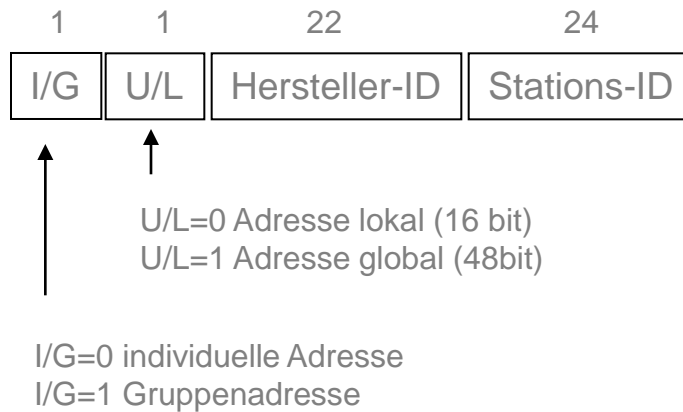 1 1 22 24
I/G U/L Hersteller-ID Stations-ID
U/L=0 Adresse lokal (16 bit)
U/L=1 Adresse global (48bit)
I/G=0 individuelle Adresse
I/G=1 Gruppenadresse